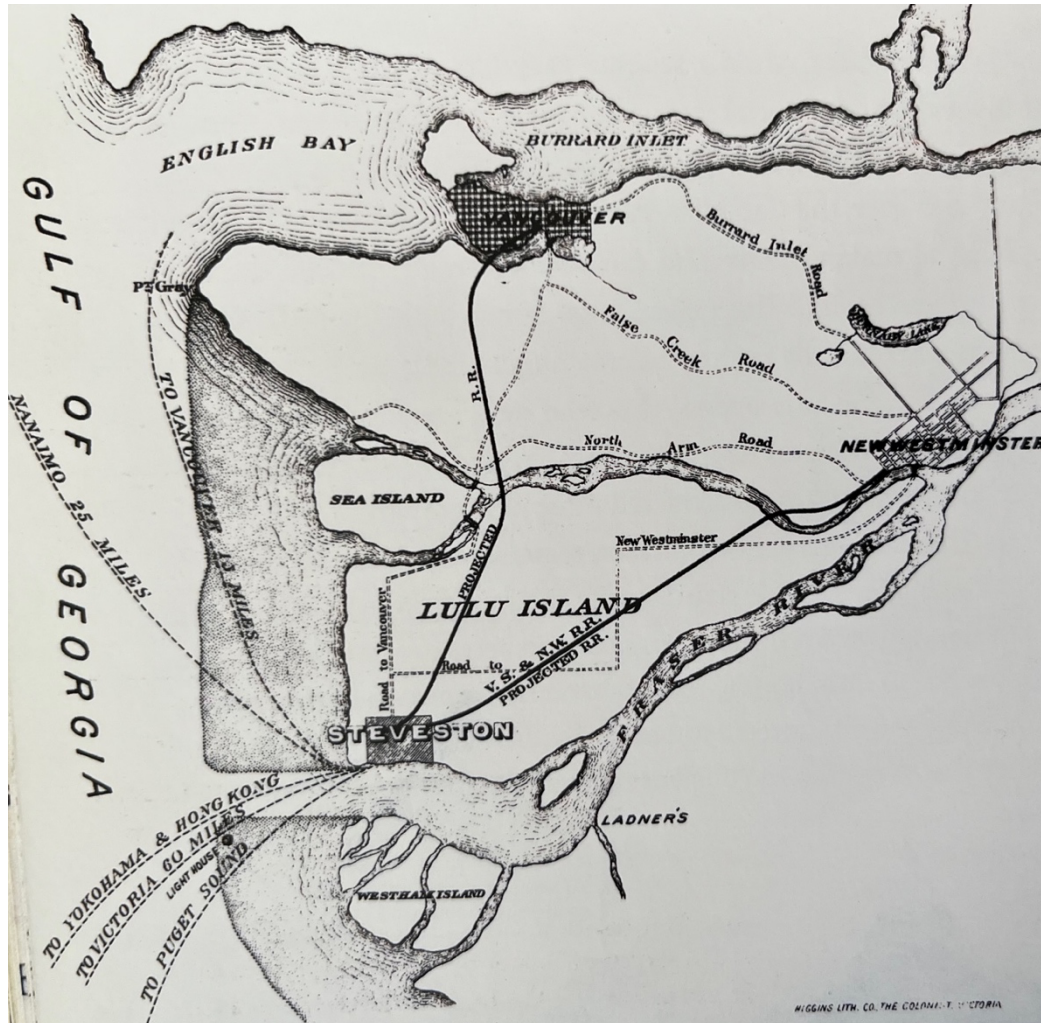 ENGLISH BAY
BURRARD INLET
VANCOUVER
Burrard Inlet Road
Pt. Gray
GULF OF GEORGIA
False Creek Road
LAKE
R.R.
TO VANCOUVER
MILES
NANAIMO 25 MILES
North Arm Road
NEW WESTMINSTER
SEA ISLAND
New Westminster
PROJECTED
LULU ISLAND
Road to Vancouver
Road to
V. S. & N.W. R.R.
PROJECTED RR.
FRASER RIVER
STEVESTON
TO YOKOHAMA & HONG KONG
TO VICTORIA 60 MILES
LIGHT HOUSE
TO PUGET SOUND
LADNER'S
WESTHAM ISLAND
HIGGINS LITH. CO. THE COLONIST, VICTORIA